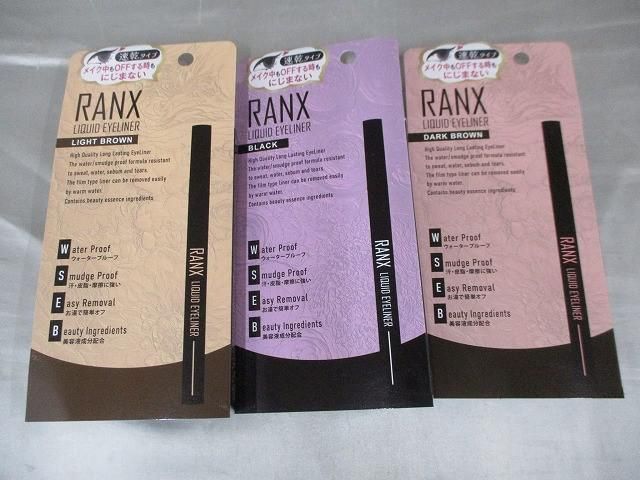 速乾タイプ
メイク中もOFFする時も
にじまない
RANX
LIQUID EYELINER
LIGHT BROWN
High Quality Long Lasting EyeLiner
The water/smudge proof formula resistant
to sweat, water, sebum and tears.
The film type liner can be removed easily
by warm water.
Contains beauty essence ingredients
Water Proof
ウォータープルーフ
Smudge Proof
汗・皮脂・摩擦に強い
Easy Removal
お湯で簡単オフ
Beauty Ingredients
美容液成分配合
RANX LIQUID EYELINER
速乾タイプ
メイク中もOFFする時も
にじまない
RANX
LIQUID EYELINER
BLACK
High Quality Long Lasting EyeLiner
The water/smudge proof formula resistant
to sweat, water, sebum and tears.
The film type liner can be removed easily
by warm water.
Contains beauty essence ingredients
Water Proof
ウォータープルーフ
Smudge Proof
汗・皮脂・摩擦に強い
Easy Removal
お湯で簡単オフ
Beauty Ingredients
美容液成分配合
RANX LIQUID EYELINER
速乾タイプ
メイク中もOFFする時も
にじまない
RANX
LIQUID EYELINER
DARK BROWN
High Quality Long Lasting EyeLiner
The water/smudge proof formula resistant
to sweat, water, sebum and tears.
The film type liner can be removed easily
by warm water.
Contains beauty essence ingredients
Water Proof
ウォータープルーフ
Smudge Proof
汗・皮脂・摩擦に強い
Easy Removal
お湯で簡単オフ
Beauty Ingredients
美容液成分配合
RANX LIQUID EYELINER